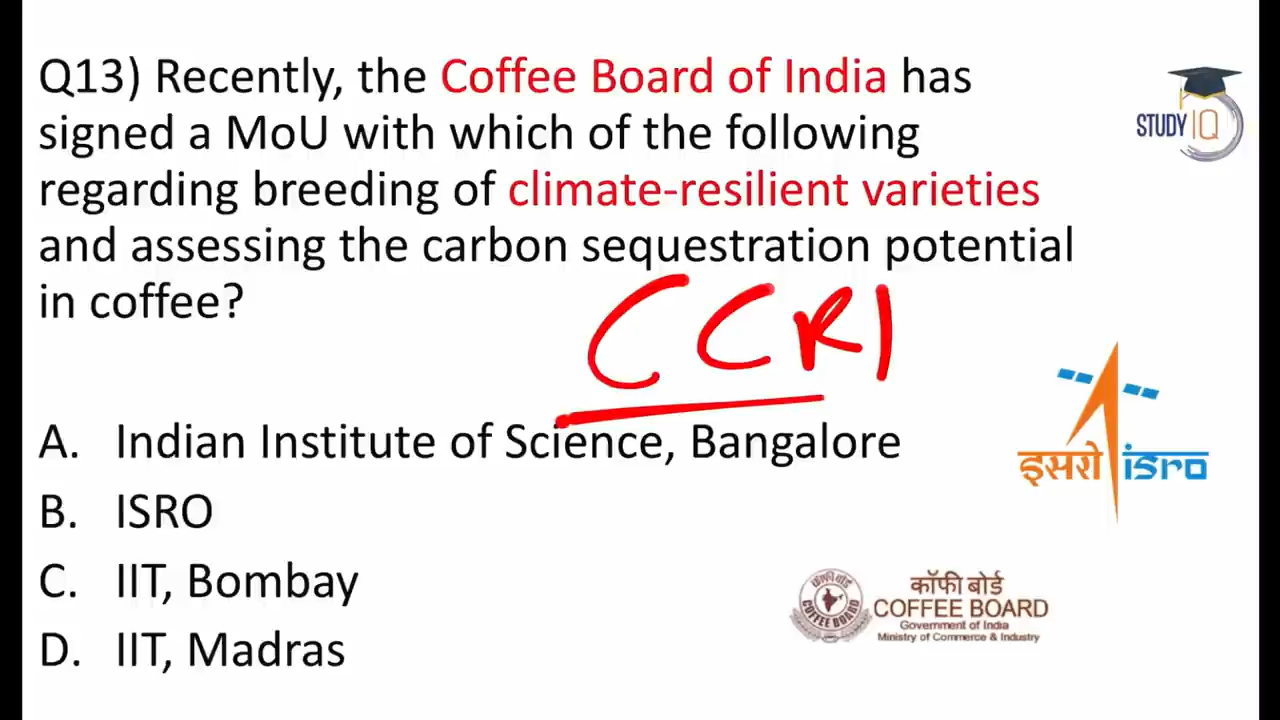 Q13) Recently, the Coffee Board of India has
signed a MoU with which of the following
regarding breeding of climate-resilient varieties
and assessing the carbon sequestration potential
in coffee?
STUDY IQ
CCRI
A. Indian Institute of Science, Bangalore
B. ISRO
C. IIT, Bombay
D. IIT, Madras
इसरो isro
कॉफी बोर्ड
COFFEE BOARD
Government of India
Ministry of Commerce & Industry
कॉफी बोर्ड
COFFEE BOARD